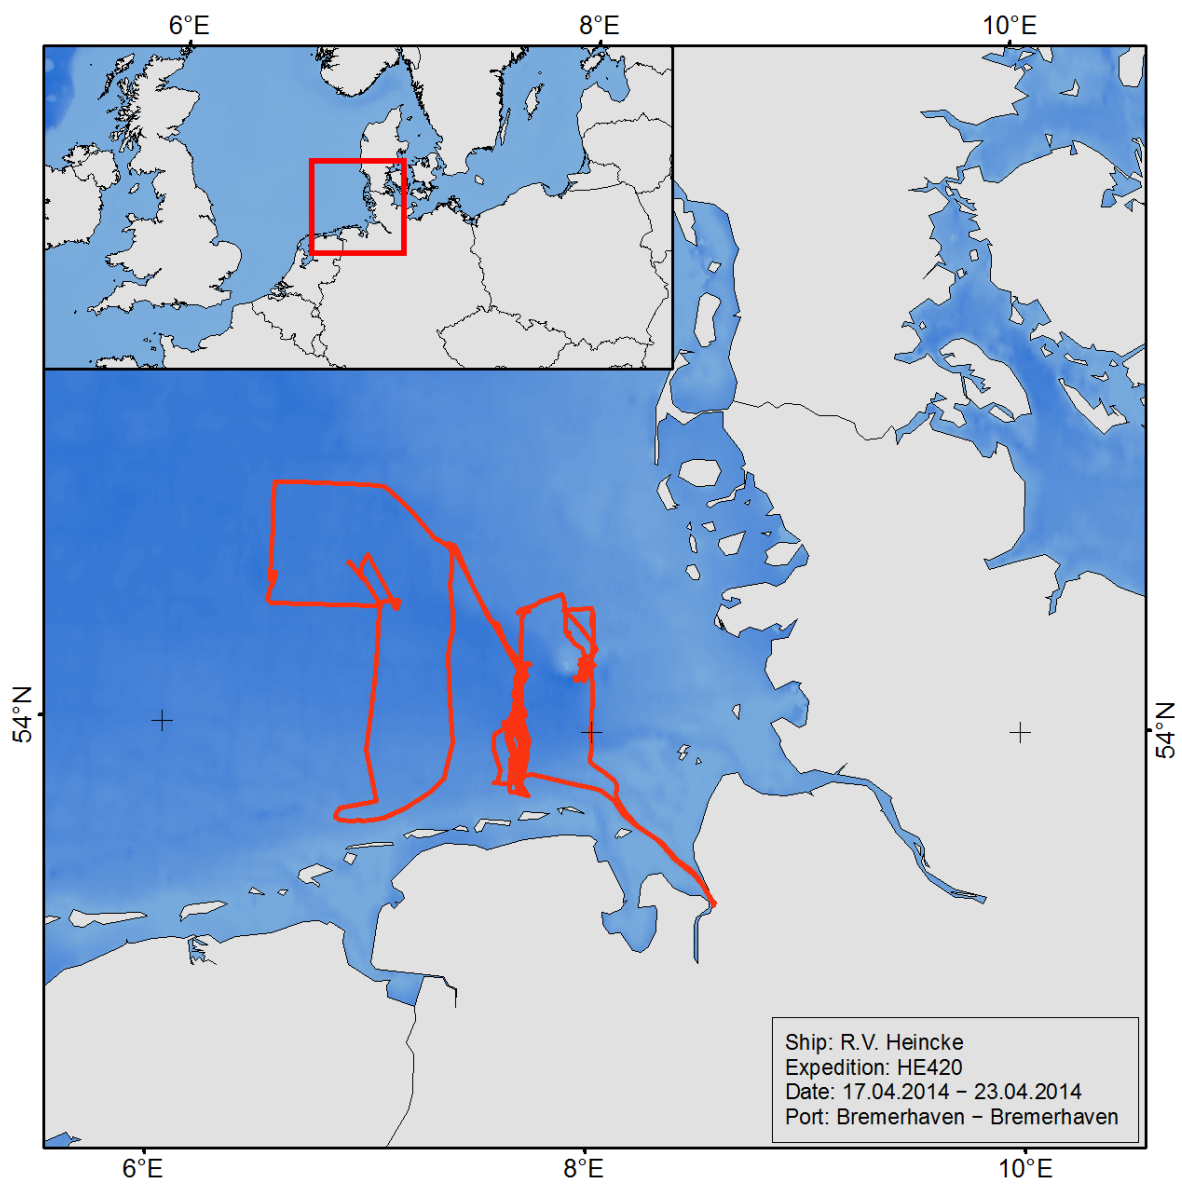 6°E
8°E
10°E
54°N
54°N
Ship: R.V. Heincke
Expedition: HE420
Date: 17.04.2014 − 23.04.2014
Port: Bremerhaven − Bremerhaven
6°E
8°E
10°E